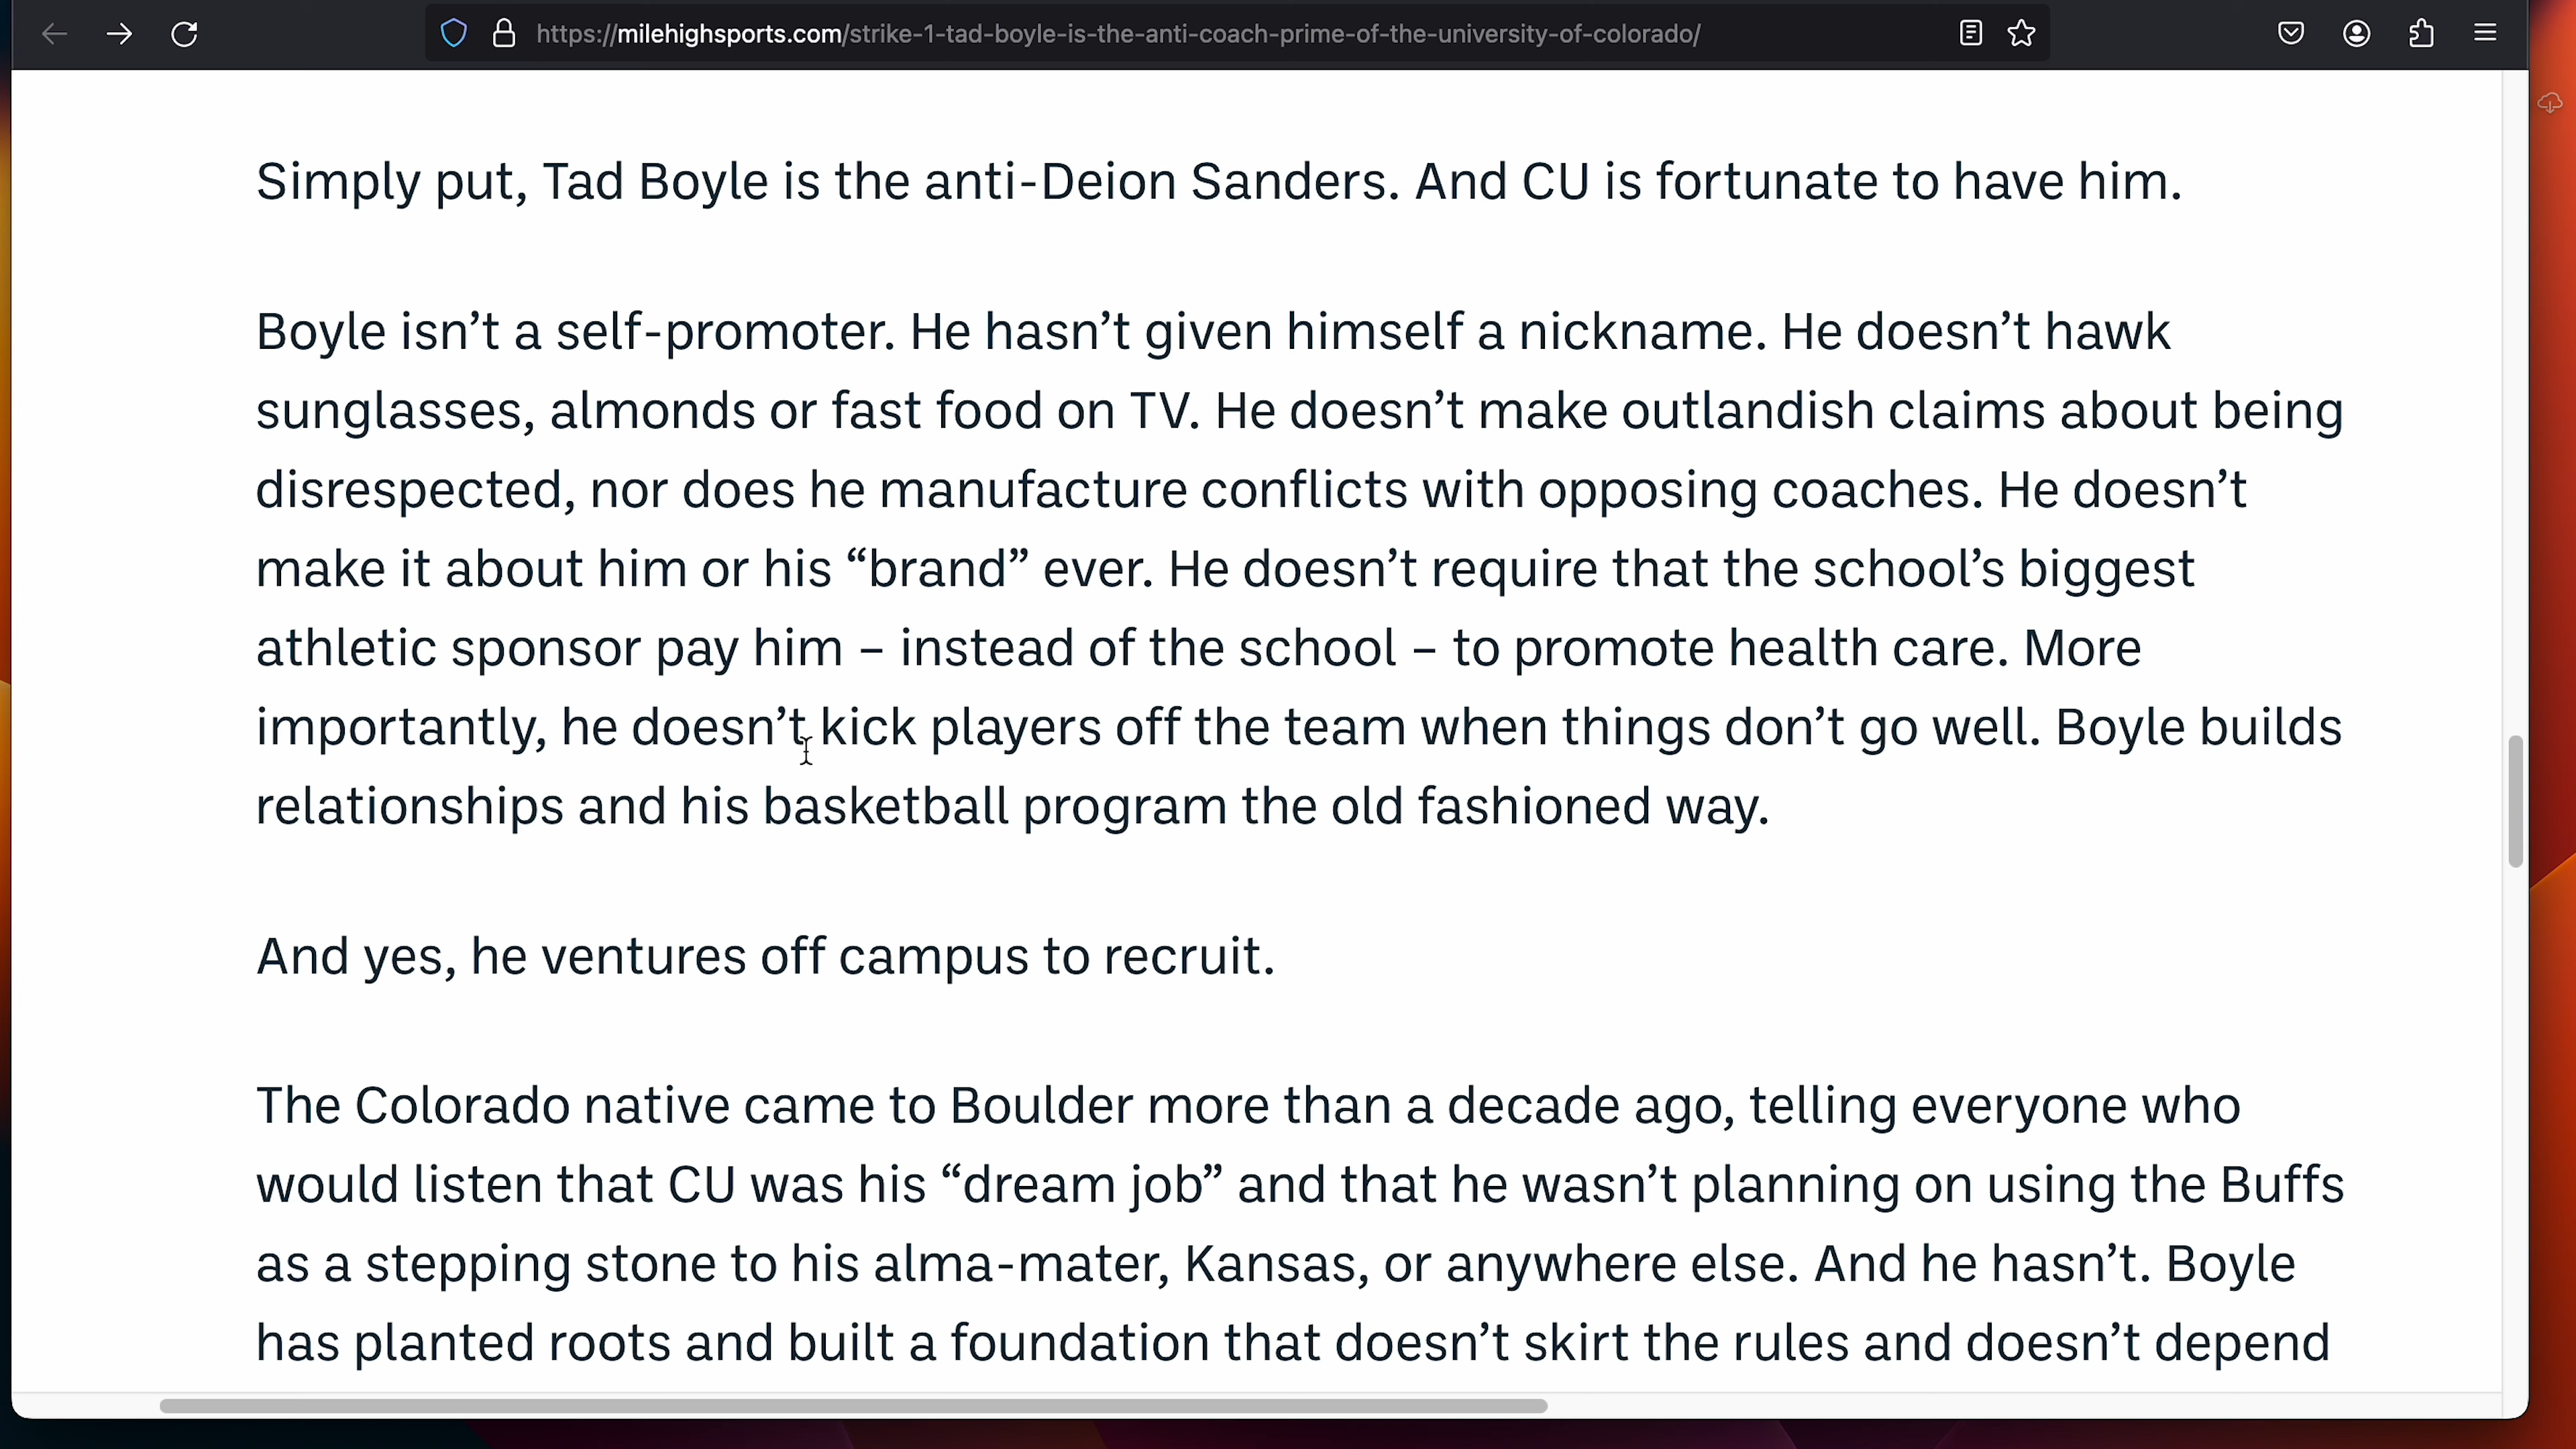 https://milehighsports.com/strike-1-tad-boyle-is-the-anti-coach-prime-of-the-university-of-colorado/
Simply put, Tad Boyle is the anti-Deion Sanders. And CU is fortunate to have him.
Boyle isn’t a self-promoter. He hasn’t given himself a nickname. He doesn’t hawk
sunglasses, almonds or fast food on TV. He doesn’t make outlandish claims about being
disrespected, nor does he manufacture conflicts with opposing coaches. He doesn’t
make it about him or his “brand” ever. He doesn’t require that the school’s biggest
athletic sponsor pay him – instead of the school – to promote health care. More
importantly, he doesn’t kick players off the team when things don’t go well. Boyle builds
relationships and his basketball program the old fashioned way.
And yes, he ventures off campus to recruit.
The Colorado native came to Boulder more than a decade ago, telling everyone who
would listen that CU was his “dream job” and that he wasn’t planning on using the Buffs
as a stepping stone to his alma-mater, Kansas, or anywhere else. And he hasn’t. Boyle
has planted roots and built a foundation that doesn’t skirt the rules and doesn’t depend